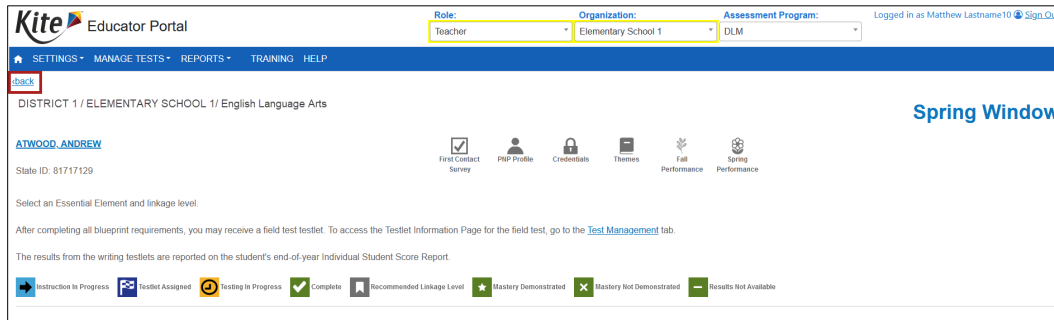 Kite Educator Portal
Role: Organization: Assessment Program: Logged in as Matthew Lastname10 Sign Ou
Teacher Elementary School 1 DLM
SETTINGS MANAGE TESTS REPORTS TRAINING HELP
‹back
DISTRICT 1 / ELEMENTARY SCHOOL 1/ English Language Arts
Spring Window
ATWOOD, ANDREW
State ID: 81717129
First Contact Survey
PNP Profile
Credentials
Themes
Fall Performance
Spring Performance
Select an Essential Element and linkage level.
After completing all blueprint requirements, you may receive a field test testlet. To access the Testlet Information Page for the field test, go to the Test Management tab.
The results from the writing testlets are reported on the student's end-of-year Individual Student Score Report.
Instruction In Progress Testlet Assigned Testing In Progress Complete Recommended Linkage Level Mastery Demonstrated Mastery Not Demonstrated Results Not Available